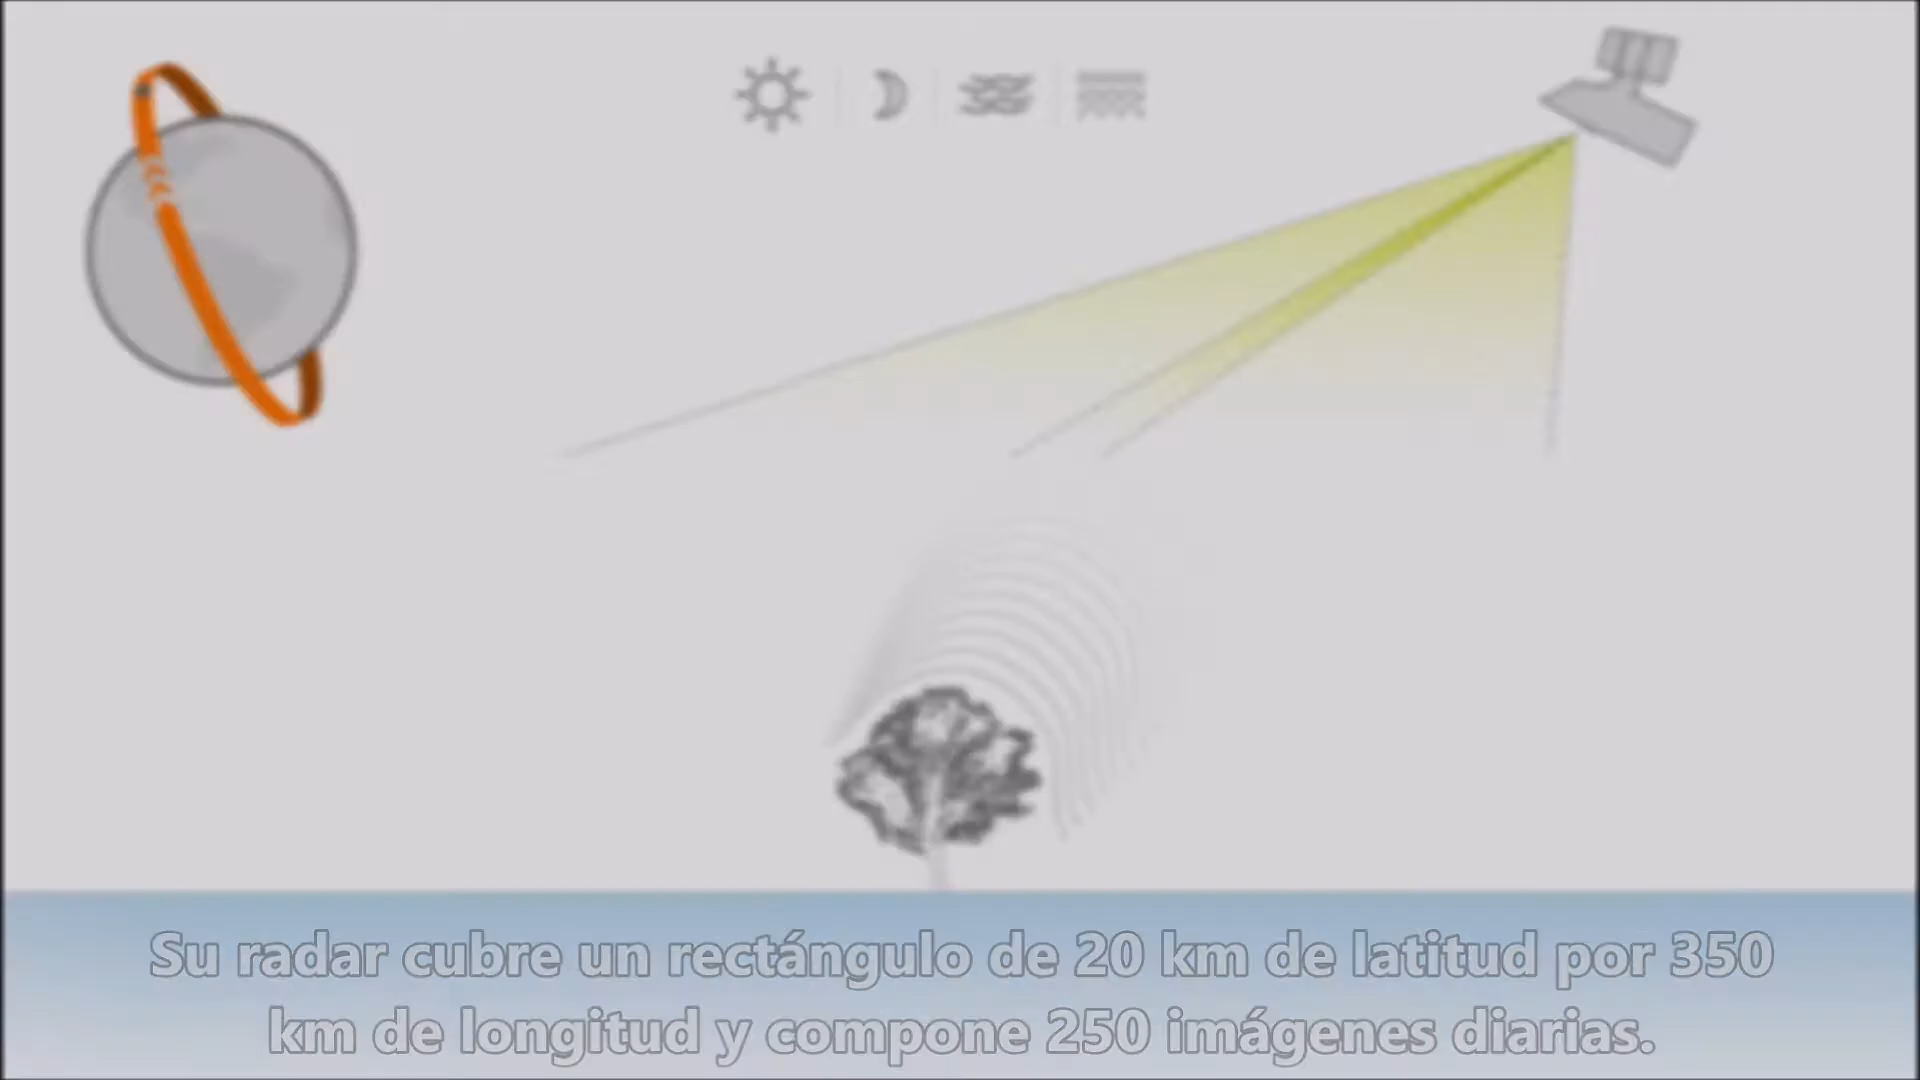 Su radar cubre un rectángulo de 20 km de latitud por 350
km de longitud y compone 250 imágenes diarias.